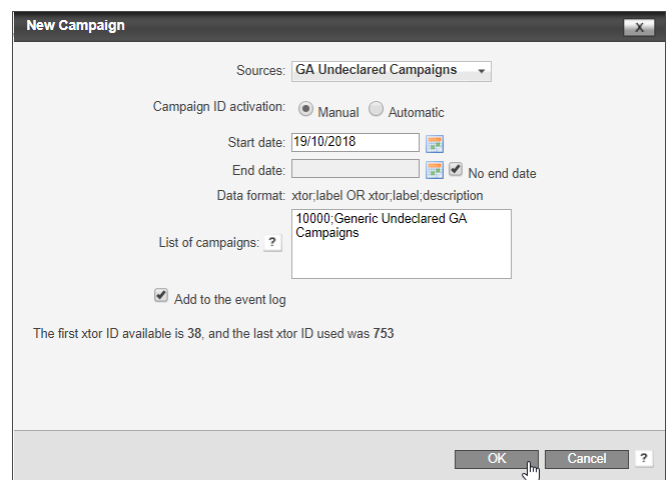 New Campaign X
Sources: GA Undeclared Campaigns
Campaign ID activation: Manual Automatic
Start date: 19/10/2018
End date: No end date
Data format: xtor;label OR xtor;label;description
List of campaigns: ? 10000;Generic Undeclared GA
Campaigns
Add to the event log
The first xtor ID available is 38, and the last xtor ID used was 753
OK Cancel ?